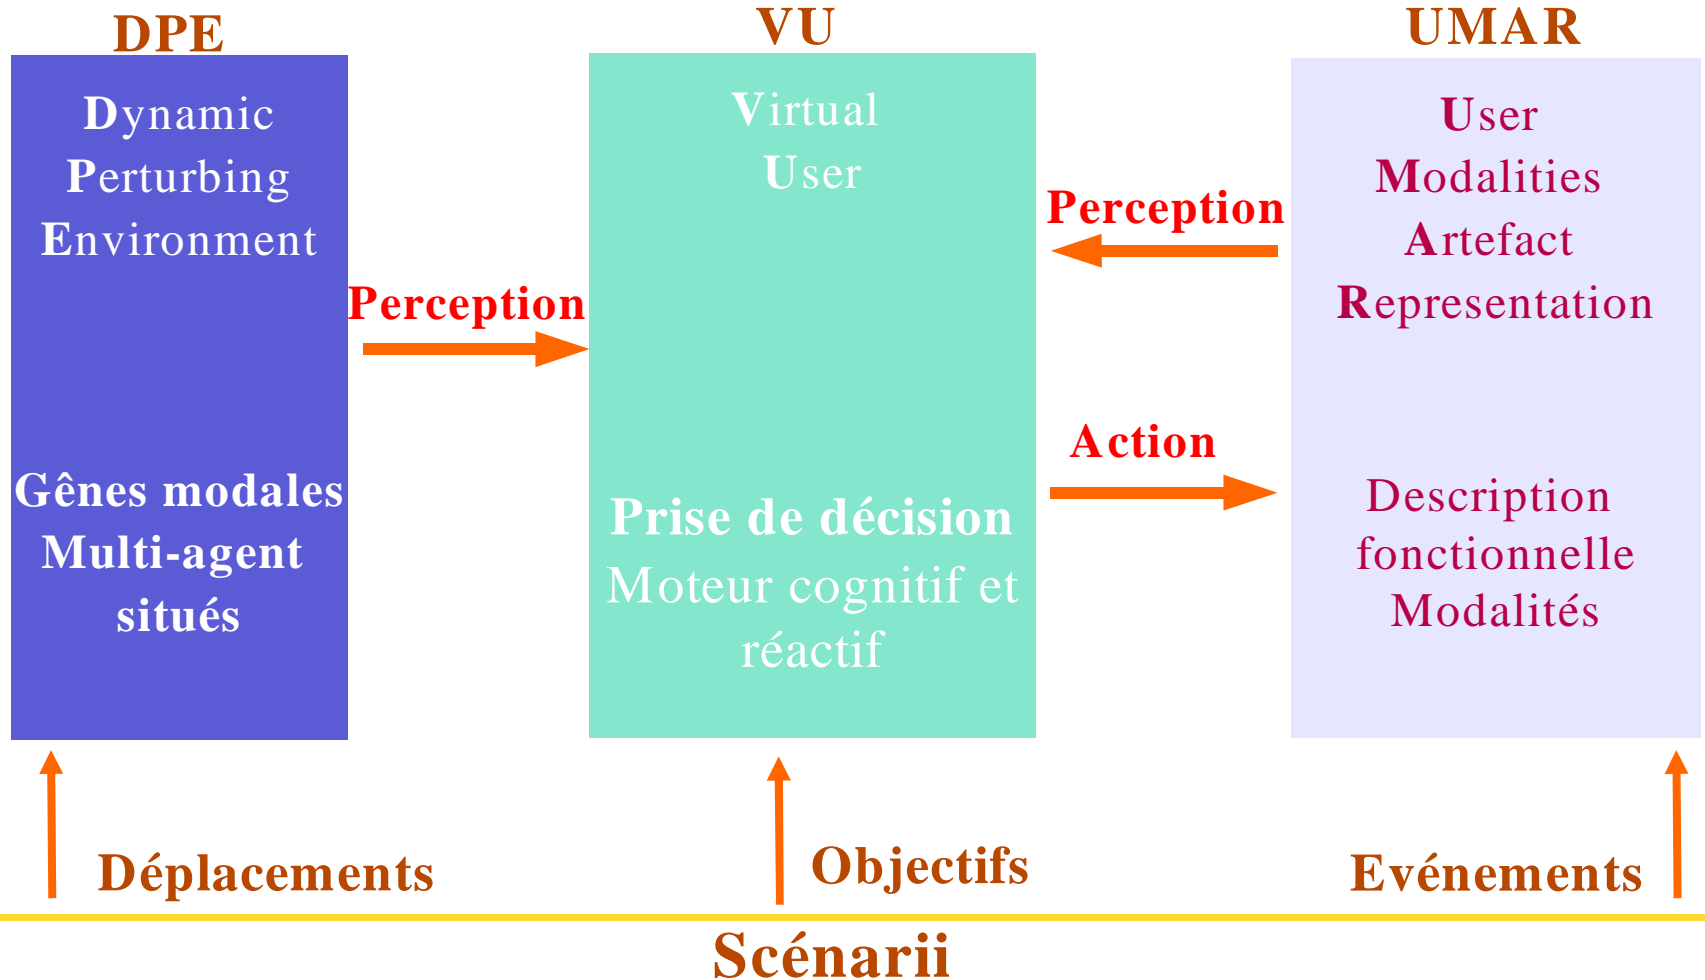 DPE
VU
UMAR
Dynamic
Perturbing
Environment
Gênes modales
Multi-agent
situés
Perception
Virtual
User
Prise de décision
Moteur cognitif et
réactif
Perception
Action
User
Modalities
Artefact
Representation
Description
fonctionnelle
Modalités
Déplacements
Objectifs
Evénements
Scénarii